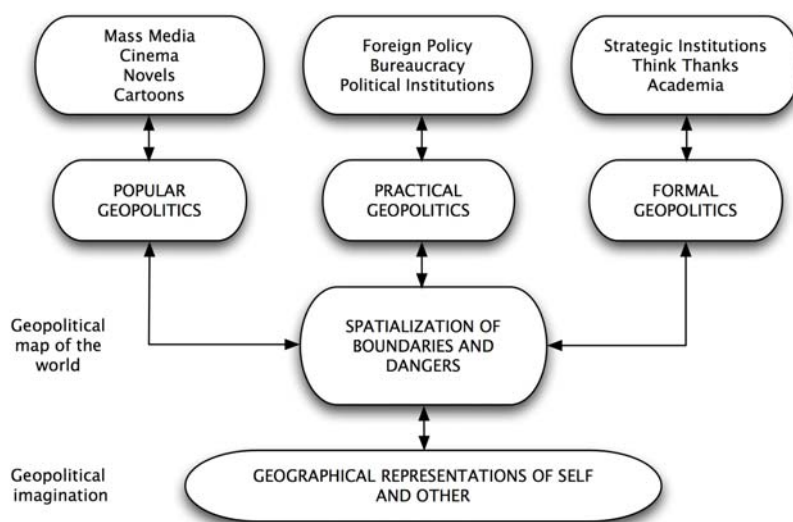 Mass Media
Cinema
Novels
Cartoons
Foreign Policy
Bureaucracy
Political Institutions
Strategic Institutions
Think Thanks
Academia
POPULAR
GEOPOLITICS
PRACTICAL
GEOPOLITICS
FORMAL
GEOPOLITICS
Geopolitical
map of the
world
SPATIALIZATION OF
BOUNDARIES AND
DANGERS
Geopolitical
imagination
GEOGRAPHICAL REPRESENTATIONS OF SELF
AND OTHER